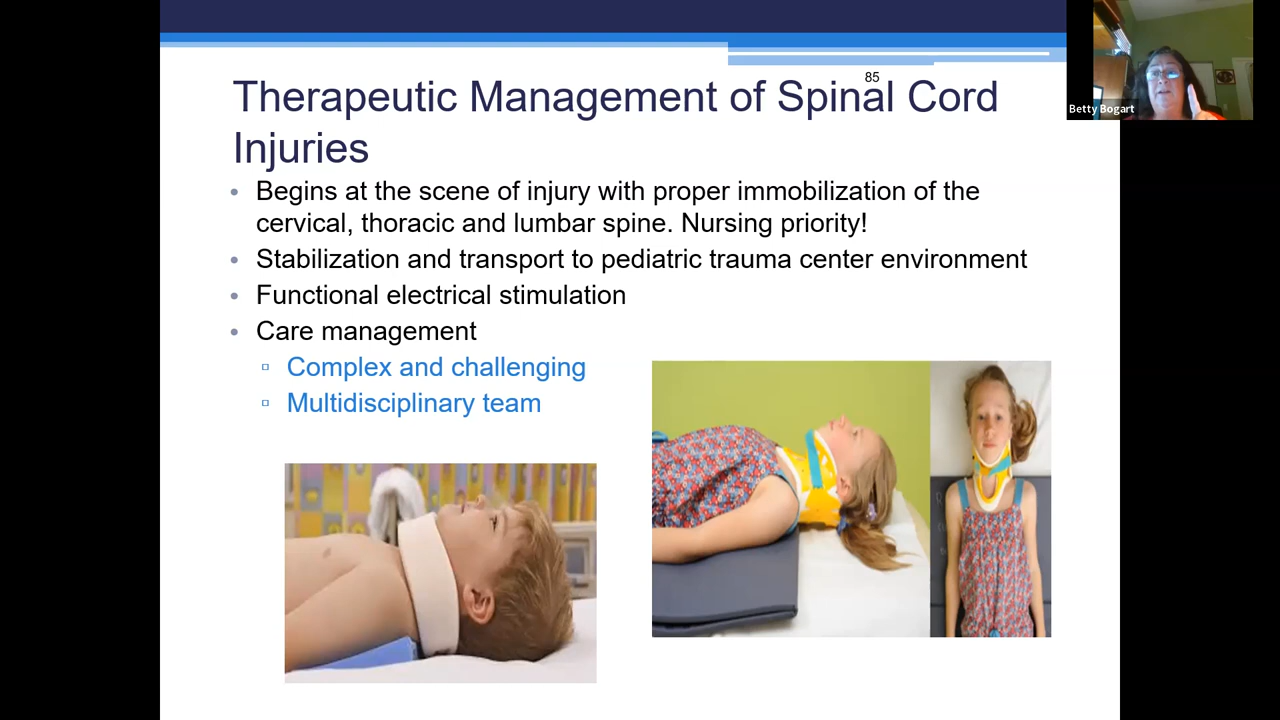 85
Therapeutic Management of Spinal Cord
Injuries
• Begins at the scene of injury with proper immobilization of the
cervical, thoracic and lumbar spine. Nursing priority!
• Stabilization and transport to pediatric trauma center environment
• Functional electrical stimulation
• Care management
▫ Complex and challenging
▫ Multidisciplinary team
Betty Bogart